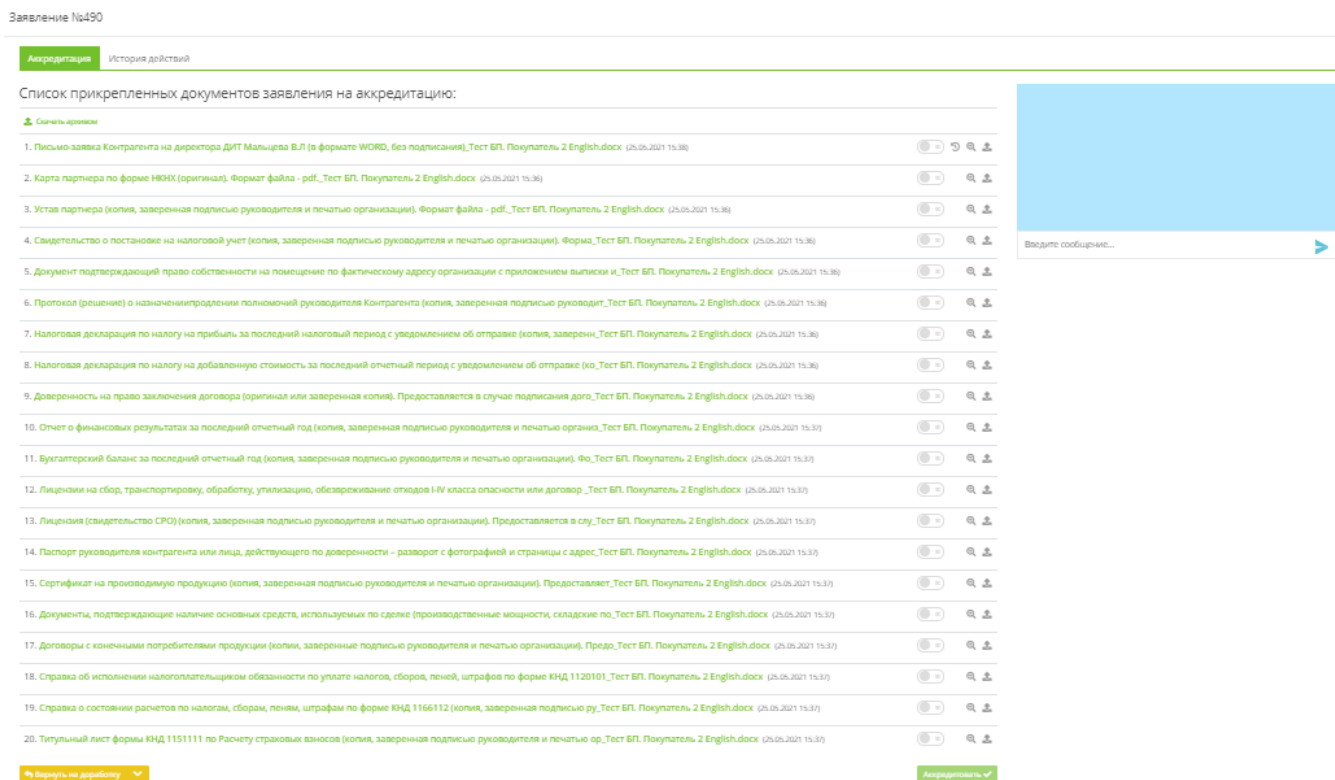 Заявление №490
Аккредитация История действий
Список прикрепленных документов заявления на аккредитацию:
Скачать архивом
1. Письмо-заявка Контрагента на директора ДИТ Мальцева В.Л (в формате WORD, без подписания)_Тест БП. Покупатель 2 English.docx (25.05.2021 15:38)
2. Карта партнера по форме НКНХ (оригинал). Формат файла - pdf._Тест БП. Покупатель 2 English.docx (25.05.2021 15:36)
3. Устав партнера (копия, заверенная подписью руководителя и печатью организации). Формат файла - pdf._Тест БП. Покупатель 2 English.docx (25.05.2021 15:36)
Введите сообщение...
4. Свидетельство о постановке на налоговой учет (копия, заверенная подписью руководителя и печатью организации). Форма_Тест БП. Покупатель 2 English.docx (25.05.2021 15:36)
5. Документ подтверждающий право собственности на помещение по фактическому адресу организации с приложением выписки и_Тест БП. Покупатель 2 English.docx (25.05.2021 15:36)
6. Протокол (решение) о назначениипродлении полномочий руководителя Контрагента (копия, заверенная подписью руководит_Тест БП. Покупатель 2 English.docx (25.05.2021 15:36)
7. Налоговая декларация по налогу на прибыль за последний налоговый период с уведомлением об отправке (копия, заверенн_Тест БП. Покупатель 2 English.docx (25.05.2021 15:36)
8. Налоговая декларация по налогу на добавленную стоимость за последний отчетный период с уведомлением об отправке (ко_Тест БП. Покупатель 2 English.docx (25.05.2021 15:36)
9. Доверенность на право заключения договора (оригинал или заверенная копия). Предоставляется в случае подписания дого_Тест БП. Покупатель 2 English.docx (25.05.2021 15:36)
10. Отчет о финансовых результатах за последний отчетный год (копия, заверенная подписью руководителя и печатью организ_Тест БП. Покупатель 2 English.docx (25.05.2021 15:37)
11. Бухгалтерский баланс за последний отчетный год (копия, заверенная подписью руководителя и печатью организации). Фо_Тест БП. Покупатель 2 English.docx (25.05.2021 15:37)
12. Лицензии на сбор, транспортировку, обработку, утилизацию, обезвреживание отходов I-IV класса опасности или договор _Тест БП. Покупатель 2 English.docx (25.05.2021 15:37)
13. Лицензия (свидетельство СРО) (копия, заверенная подписью руководителя и печатью организации). Предоставляется в слу_Тест БП. Покупатель 2 English.docx (25.05.2021 15:37)
14. Паспорт руководителя контрагента или лица, действующего по доверенности – разворот с фотографией и страницы с адрес_Тест БП. Покупатель 2 English.docx (25.05.2021 15:37)
15. Сертификат на производимую продукцию (копия, заверенная подписью руководителя и печатью организации). Предоставляет_Тест БП. Покупатель 2 English.docx (25.05.2021 15:37)
16. Документы, подтверждающие наличие основных средств, используемых по сделке (производственные мощности, складские по_Тест БП. Покупатель 2 English.docx (25.05.2021 15:37)
17. Договоры с конечными потребителями продукции (копии, заверенные подписью руководителя и печатью организации). Предо_Тест БП. Покупатель 2 English.docx (25.05.2021 15:37)
18. Справка об исполнении налогоплательщиком обязанности по уплате налогов, сборов, пеней, штрафов по форме КНД 1120101_Тест БП. Покупатель 2 English.docx (25.05.2021 15:37)
19. Справка о состоянии расчетов по налогам, сборам, пеням, штрафам по форме КНД 1166112 (копия, заверенная подписью ру_Тест БП. Покупатель 2 English.docx (25.05.2021 15:37)
20. Титульный лист формы КНД 1151111 по Расчету страховых взносов (копия, заверенная подписью руководителя и печатью ор_Тест БП. Покупатель 2 English.docx (25.05.2021 15:37)
Вернуть на доработку Аккредитовать